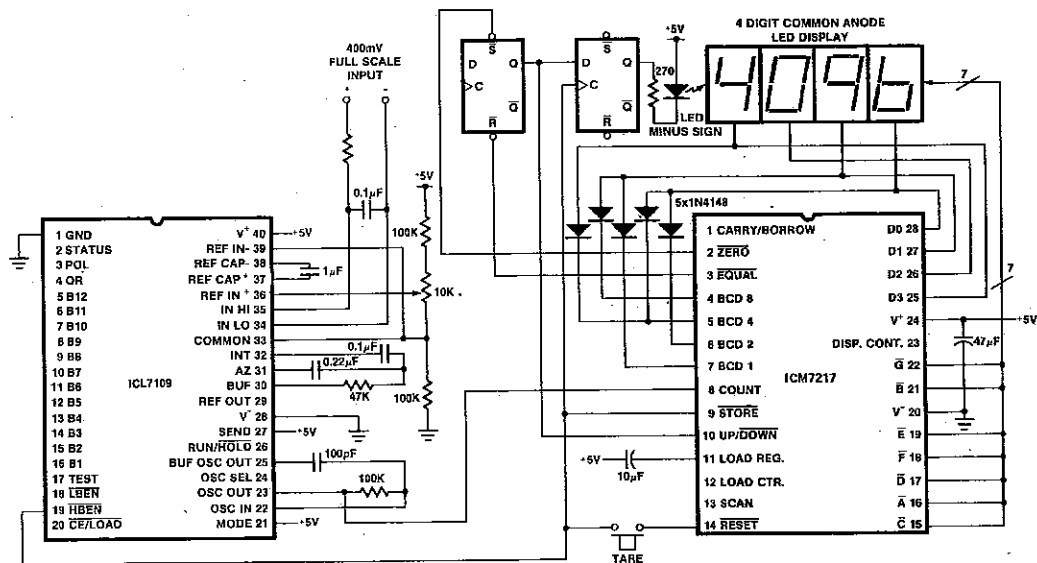 4 DIGIT COMMON ANODE
LED DISPLAY
400mV
FULL SCALE
INPUT
+ -
S
D Q
C
Q
R
S
D Q
C
Q
R
+5V
270
LED
MINUS SIGN
4096
7
+5V
0.1µF
100K
10K
100K
5x1N4148
7
1 GND
2 STATUS
3 POL
4 OR
5 B12
6 B11
7 B10
8 B9
9 B8
10 B7
11 B6
12 B5
13 B4
14 B3
15 B2
16 B1
17 TEST
18 LBEN
19 HBEN
20 CE/LOAD
ICL7109
V+ 40
REF IN- 39
REF CAP- 38
REF CAP+ 37
REF IN+ 36
IN HI 35
IN LO 34
COMMON 33
INT 32
AZ 31
BUF 30
REF OUT 29
V- 28
SEND 27
RUN/HOLD 26
BUF OSC OUT 25
OSC SEL 24
OSC OUT 23
OSC IN 22
MODE 21
+5V
1µF
0.1µF
0.22µF
47K
+5V
100pF
100K
+5V
1 CARRY/BORROW
2 ZERO
3 EQUAL
4 BCD 8
5 BCD 4
6 BCD 2
7 BCD 1
8 COUNT
9 STORE
10 UP/DOWN
11 LOAD REG.
12 LOAD CTR.
13 SCAN
14 RESET
ICM7217
D0 28
D1 27
D2 26
D3 25
V+ 24
DISP. CONT. 23
G 22
B 21
V- 20
E 19
F 18
D 17
A 16
C 15
+5V
47µF
+5V
10µF
TARE